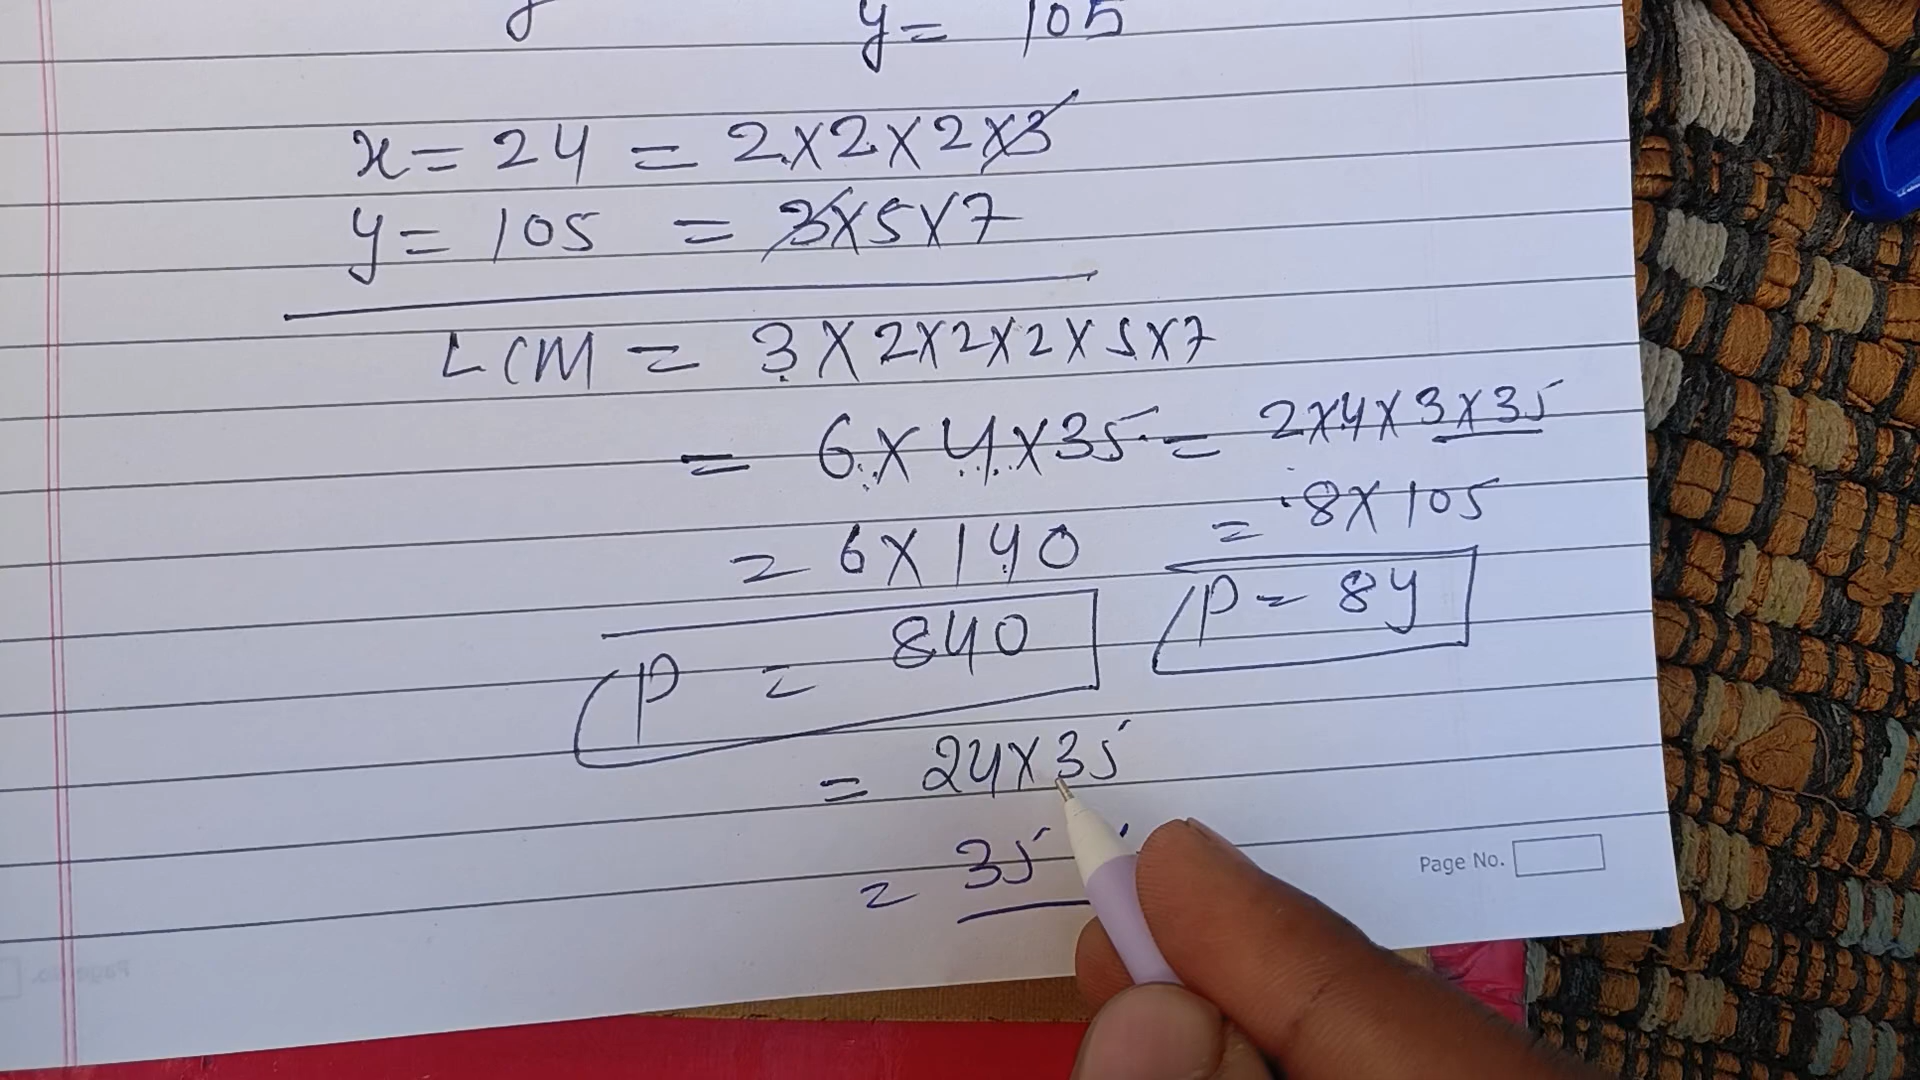 y = 105
x = 24 = 2×2×2×3
y = 105 = 3×5×7
LCM = 3×2×2×2×5×7
= 6×4×35 = 2×4×3×35
= 6×140 = 8×105
P = 840 P = 8y
= 24×35
= 35
Page No.